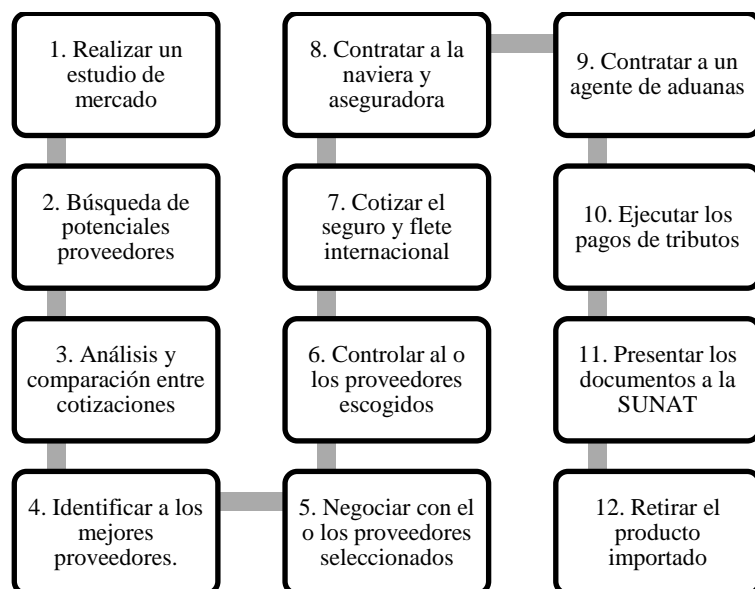 1. Realizar un
estudio de
mercado
2. Búsqueda de
potenciales
proveedores
3. Análisis y
comparación entre
cotizaciones
4. Identificar a los
mejores
proveedores.
5. Negociar con el
o los proveedores
seleccionados
6. Controlar al o
los proveedores
escogidos
7. Cotizar el
seguro y flete
internacional
8. Contratar a la
naviera y
aseguradora
9. Contratar a un
agente de aduanas
10. Ejecutar los
pagos de tributos
11. Presentar los
documentos a la
SUNAT
12. Retirar el
producto
importado